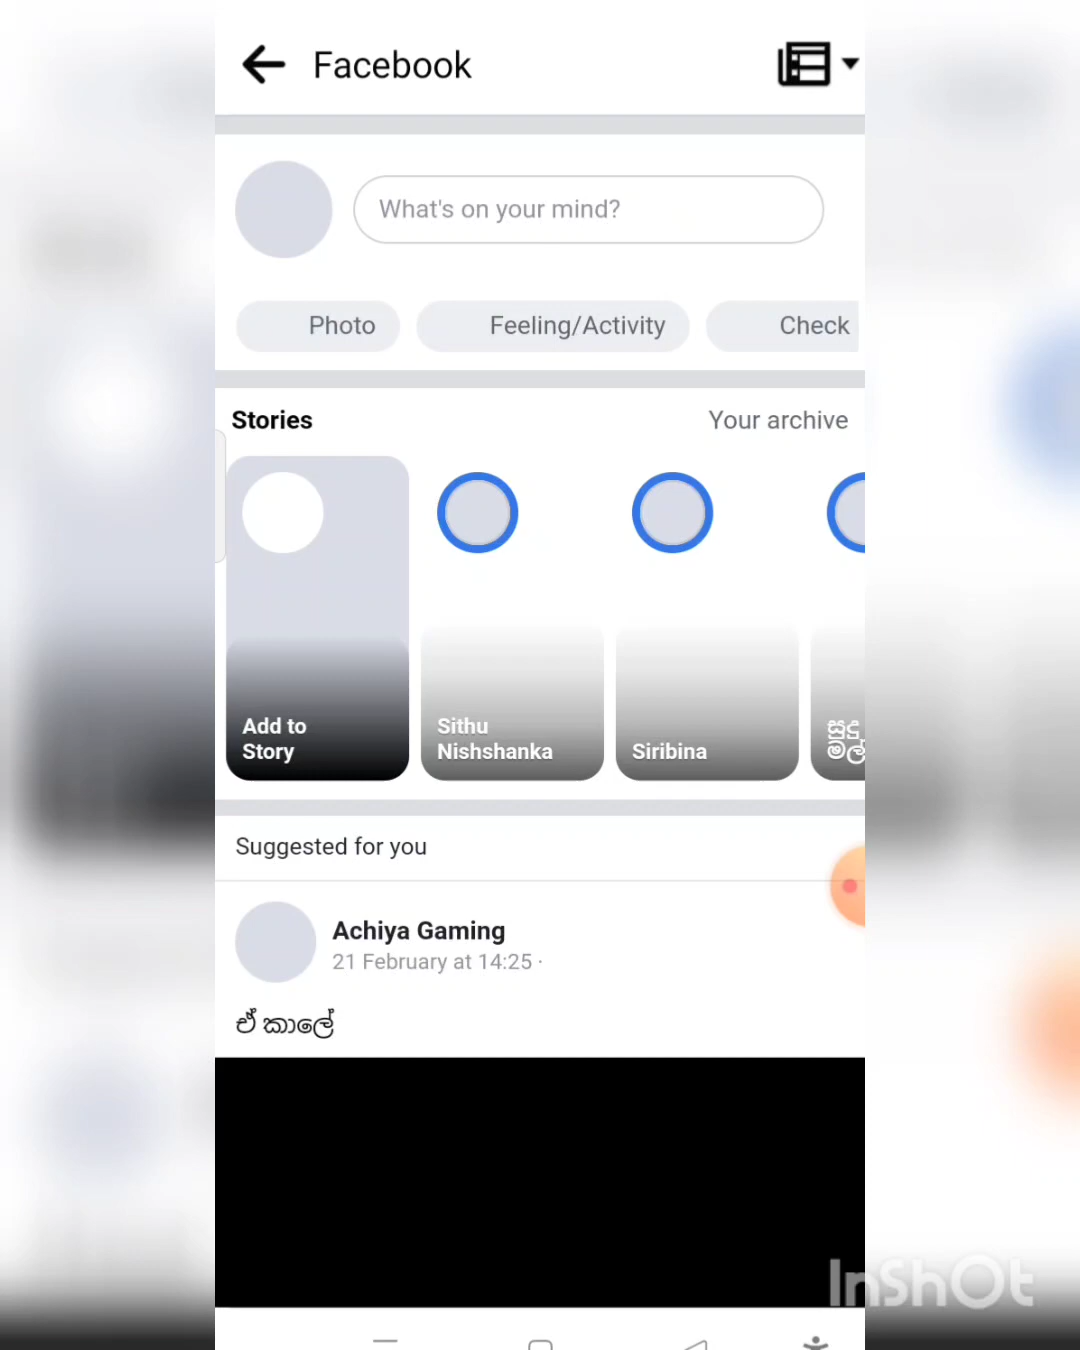 Facebook
What's on your mind?
Photo Feeling/Activity Check
Stories Your archive
Add to
Story
Sithu
Nishshanka
Siribina
සුදු
මල්
Suggested for you
Achiya Gaming
21 February at 14:25 ·
ඒ කාලේ
InShOt